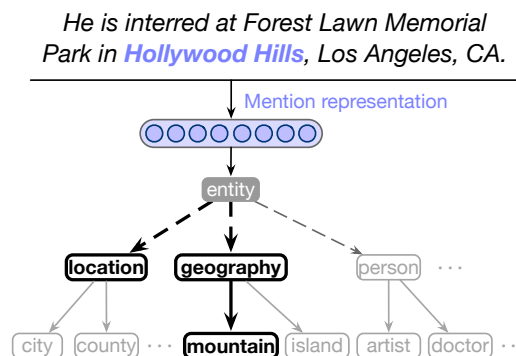 He is interred at Forest Lawn Memorial
Park in Hollywood Hills, Los Angeles, CA.
Mention representation
entity
location geography person ...
city county ... mountain island artist doctor ...